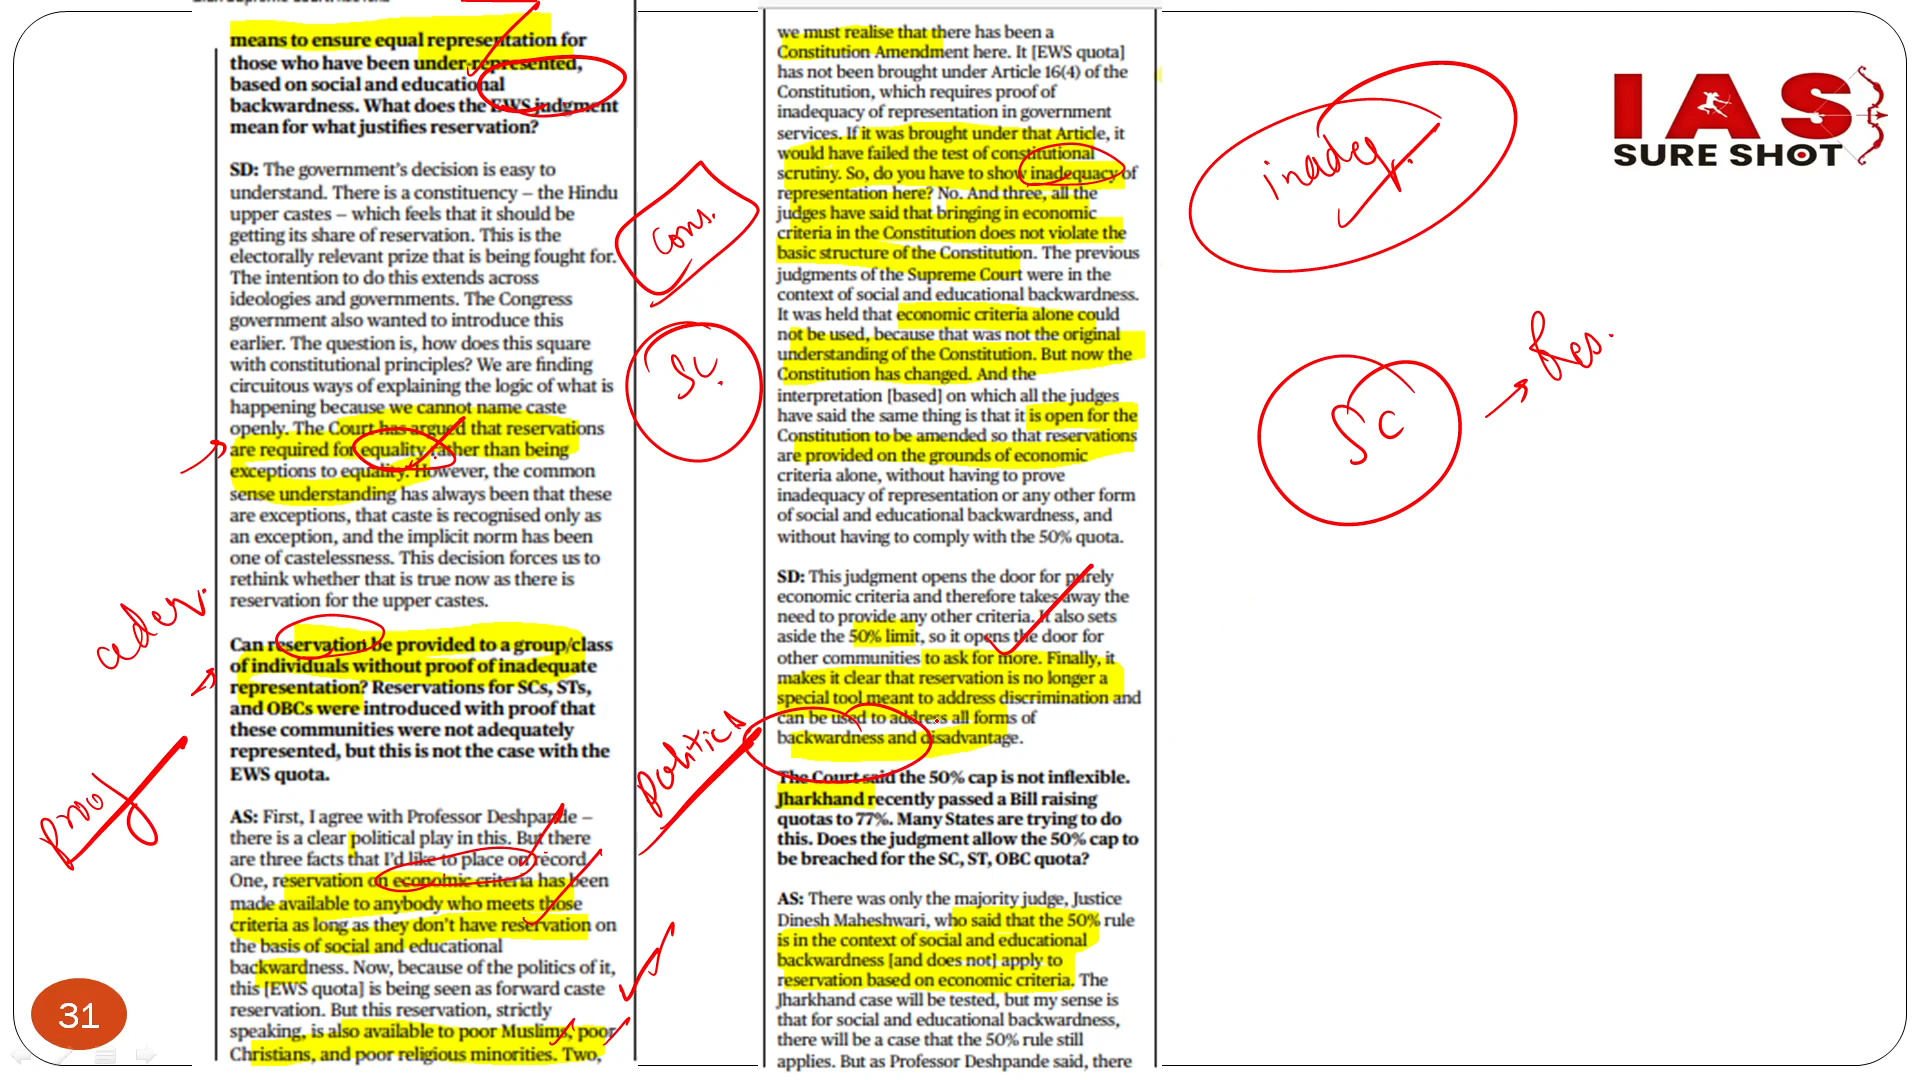 means to ensure equal representation for
those who have been under-represented,
based on social and educational
backwardness. What does the EWS judgment
mean for what justifies reservation?
SD: The government's decision is easy to
understand. There is a constituency – the Hindu
upper castes – which feels that it should be
getting its share of reservation. This is the
electorally relevant prize that is being fought for.
The intention to do this extends across
ideologies and governments. The Congress
government also wanted to introduce this
earlier. The question is, how does this square
with constitutional principles? We are finding
circuitous ways of explaining the logic of what is
happening because we cannot name caste
openly. The Court has argued that reservations
are required for equality rather than being
exceptions to equality. However, the common
sense understanding has always been that these
are exceptions, that caste is recognised only as
an exception, and the implicit norm has been
one of castelessness. This decision forces us to
rethink whether that is true now as there is
reservation for the upper castes.
Can reservation be provided to a group/class
of individuals without proof of inadequate
representation? Reservations for SCs, STs,
and OBCs were introduced with proof that
these communities were not adequately
represented, but this is not the case with the
EWS quota.
AS: First, I agree with Professor Deshpande –
there is a clear political play in this. But there
are three facts that I'd like to place on record.
One, reservation on economic criteria has been
made available to anybody who meets those
criteria as long as they don't have reservation on
the basis of social and educational
backwardness. Now, because of the politics of it,
this [EWS quota] is being seen as forward caste
reservation. But this reservation, strictly
speaking, is also available to poor Muslims, poor
Christians, and poor religious minorities. Two,
Proof
31
Cons.
SC.
Politics
we must realise that there has been a
Constitution Amendment here. It [EWS quota]
has not been brought under Article 16(4) of the
Constitution, which requires proof of
inadequacy of representation in government
services. If it was brought under that Article, it
would have failed the test of constitutional
scrutiny. So, do you have to show inadequacy of
representation here? No. And three, all the
judges have said that bringing in economic
criteria in the Constitution does not violate the
basic structure of the Constitution. The previous
judgments of the Supreme Court were in the
context of social and educational backwardness.
It was held that economic criteria alone could
not be used, because that was not the original
understanding of the Constitution. But now the
Constitution has changed. And the
interpretation [based] on which all the judges
have said the same thing is that it is open for the
Constitution to be amended so that reservations
are provided on the grounds of economic
criteria alone, without having to prove
inadequacy of representation or any other form
of social and educational backwardness, and
without having to comply with the 50% quota.
SD: This judgment opens the door for purely
economic criteria and therefore takes away the
need to provide any other criteria. It also sets
aside the 50% limit, so it opens the door for
other communities to ask for more. Finally, it
makes it clear that reservation is no longer a
special tool meant to address discrimination and
can be used to address all forms of
backwardness and disadvantage.
The Court said the 50% cap is not inflexible.
Jharkhand recently passed a Bill raising
quotas to 77%. Many States are trying to do
this. Does the judgment allow the 50% cap to
be breached for the SC, ST, OBC quota?
AS: There was only the majority judge, Justice
Dinesh Maheshwari, who said that the 50% rule
is in the context of social and educational
backwardness [and does not] apply to
reservation based on economic criteria. The
Jharkhand case will be tested, but my sense is
that for social and educational backwardness,
there will be a case that the 50% rule still
applies. But as Professor Deshpande said, there
inadeq.
SC → Res.
IAS
SURE SHOT